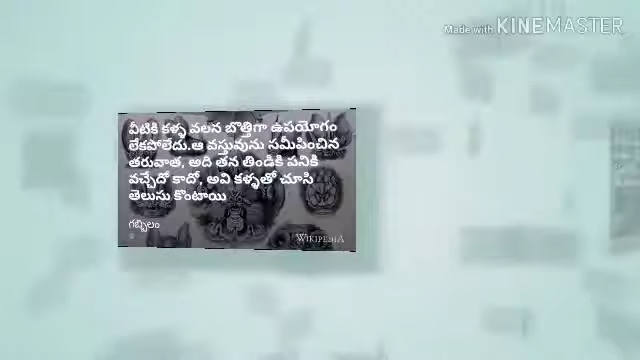 Made with KINEMASTER
వీటికి కళ్ళ వలన బొత్తిగా ఉపయోగం
లేకపోలేదు.ఆ వస్తువును సమీపించిన
తరువాత, అది తన తిండికి పనికి
వచ్చేదో కాదో, అవి కళ్ళతో చూసి
తెలుసు కొంటాయి
గబ్బిలం
WIKIPEDIA